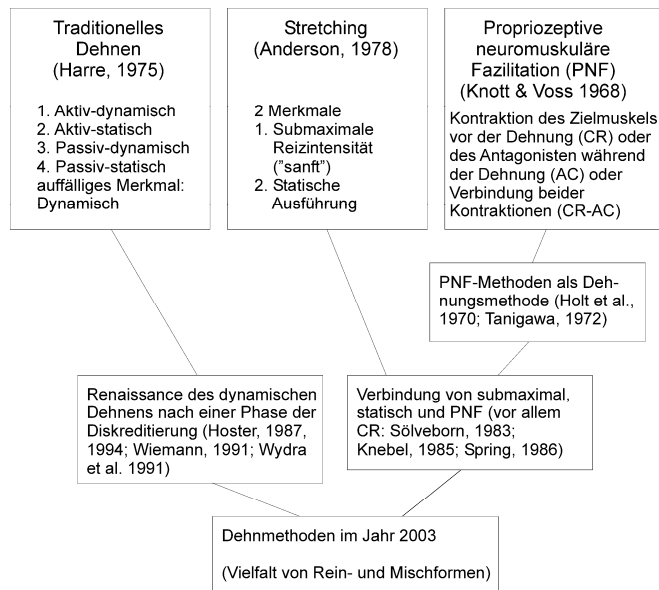 Traditionelles
Dehnen
(Harre, 1975)
1. Aktiv-dynamisch
2. Aktiv-statisch
3. Passiv-dynamisch
4. Passiv-statisch
auffälliges Merkmal:
Dynamisch
Stretching
(Anderson, 1978)
2 Merkmale
1. Submaximale
Reizintensität
("sanft")
2. Statische
Ausführung
Propriozeptive
neuromuskuläre
Fazilitation (PNF)
(Knott & Voss 1968)
Kontraktion des Zielmuskels
vor der Dehnung (CR) oder
des Antagonisten während
der Dehnung (AC) oder
Verbindung beider
Kontraktionen (CR-AC)
PNF-Methoden als Deh-
nungsmethode (Holt et al.,
1970; Tanigawa, 1972)
Renaissance des dynamischen
Dehnens nach einer Phase der
Diskreditierung (Hoster, 1987,
1994; Wiemann, 1991; Wydra
et al. 1991)
Verbindung von submaximal,
statisch und PNF (vor allem
CR: Sölveborn, 1983;
Knebel, 1985; Spring, 1986)
Dehnmethoden im Jahr 2003
(Vielfalt von Rein- und Mischformen)